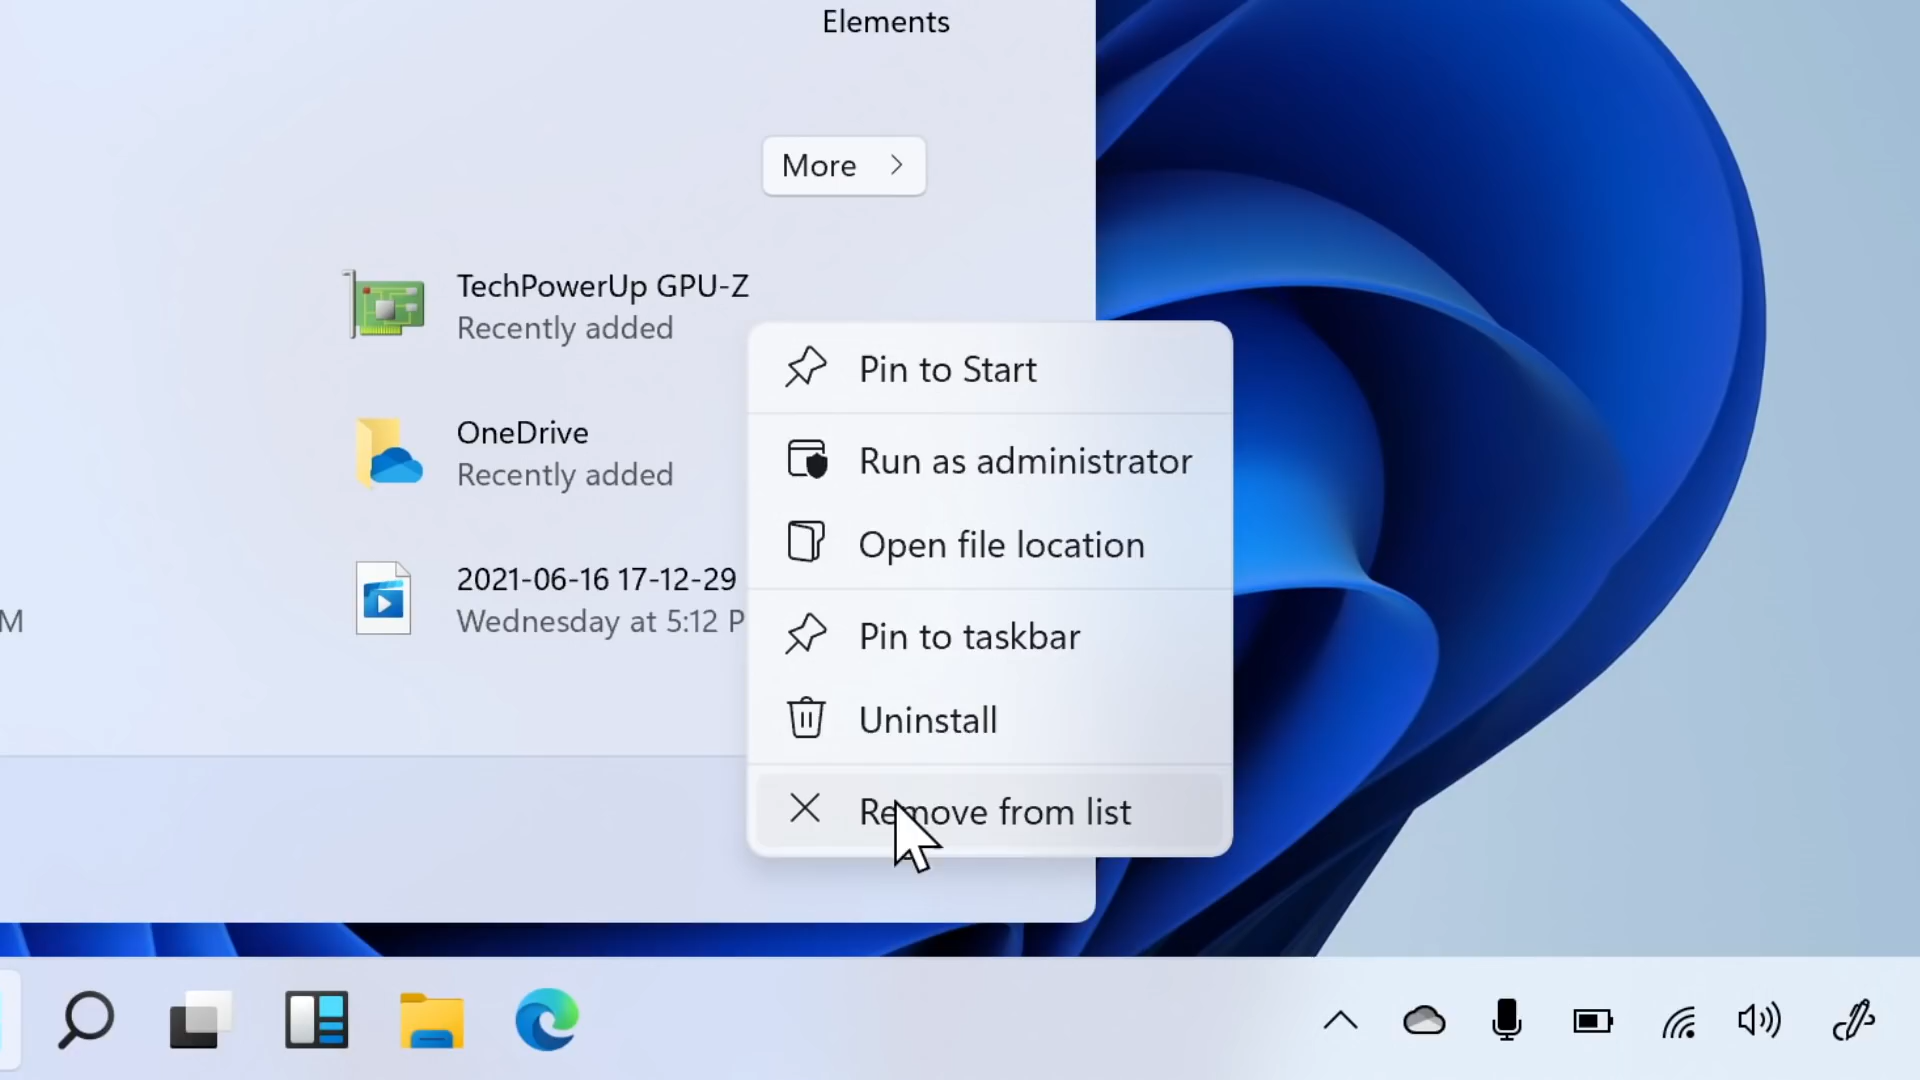 Elements
More
TechPowerUp GPU-Z
Recently added
OneDrive
Recently added
2021-06-16 17-12-29
Wednesday at 5:12 P
M
Pin to Start
Run as administrator
Open file location
Pin to taskbar
Uninstall
Remove from list